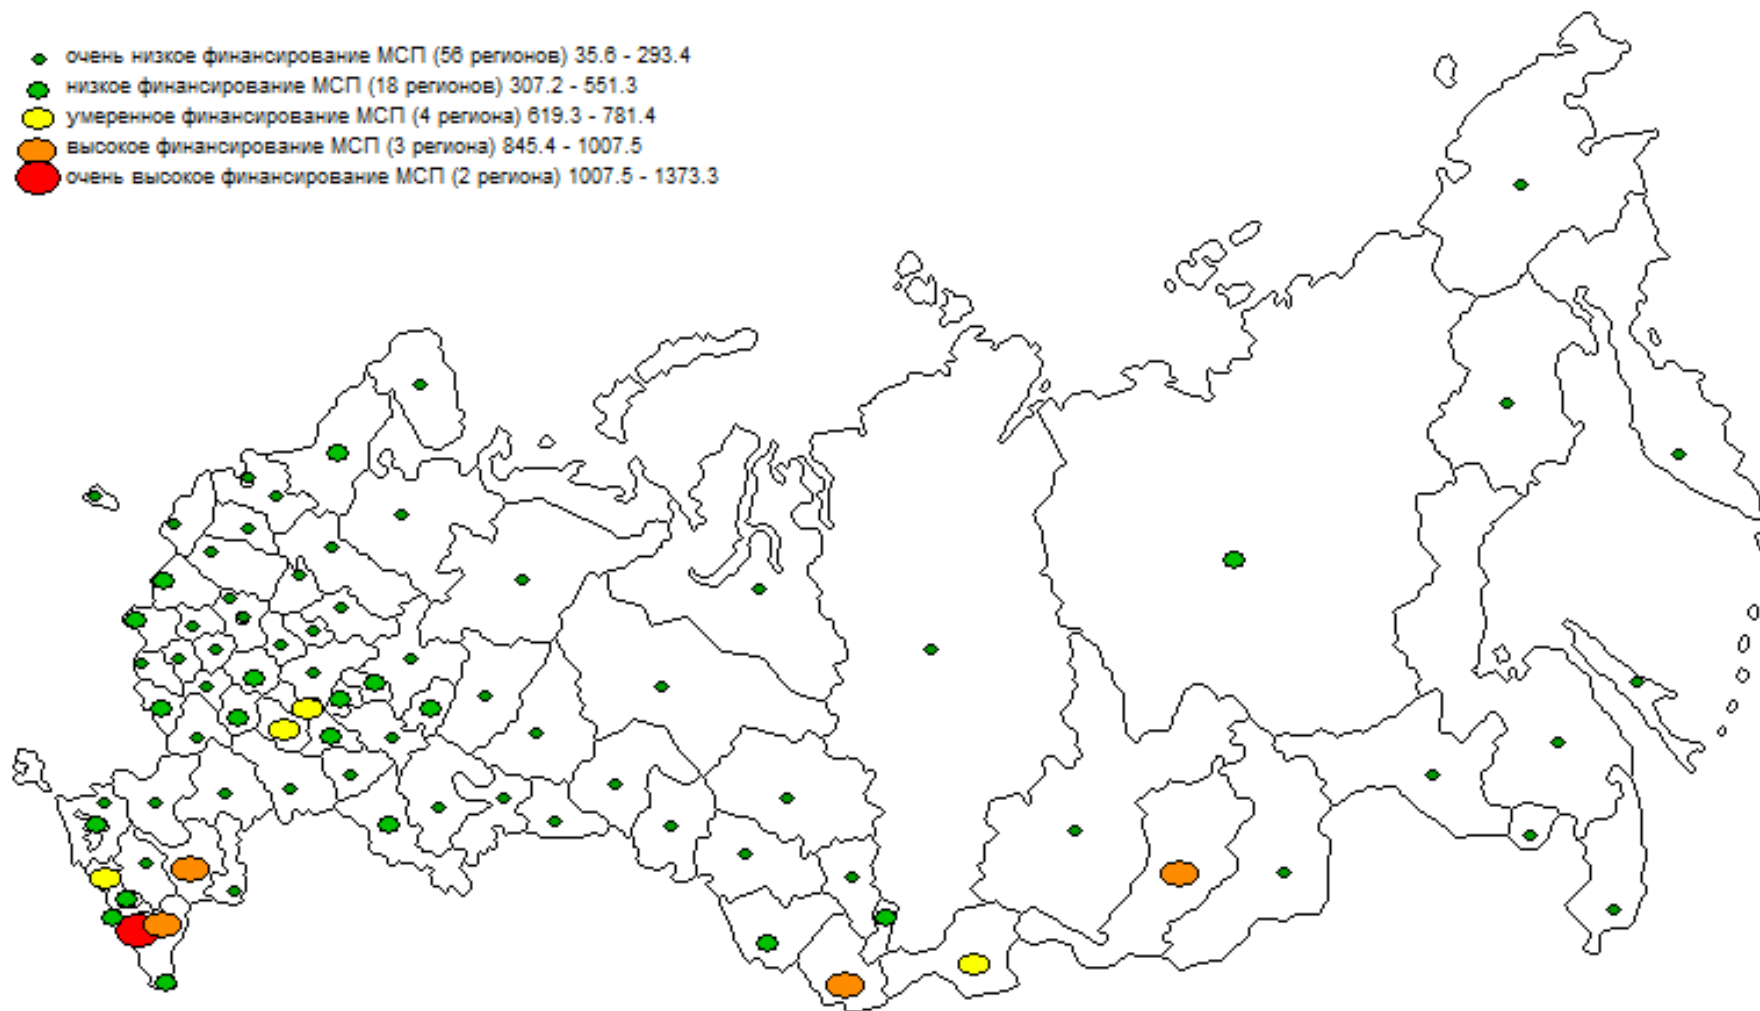 очень низкое финансирование МСП (56 регионов) 35.6 - 293.4
низкое финансирование МСП (18 регионов) 307.2 - 551.3
умеренное финансирование МСП (4 региона) 619.3 - 781.4
высокое финансирование МСП (3 региона) 845.4 - 1007.5
очень высокое финансирование МСП (2 региона) 1007.5 - 1373.3